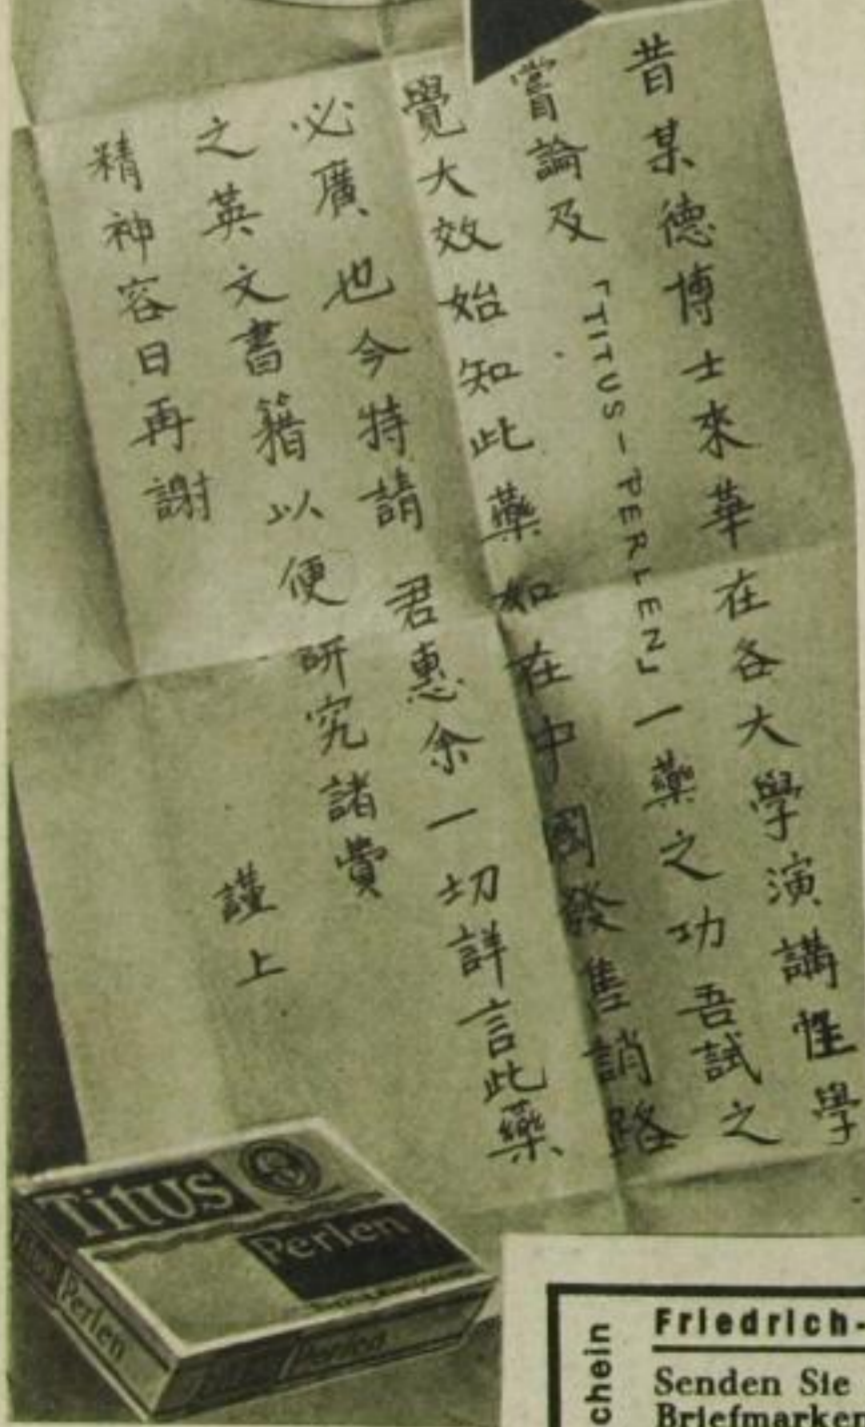 昔某德博士來華在各大學演講性學
嘗論及「TITUS-PERLEN」一藥之功吾試之
覺大效始知此藥如在中國發售銷路
必廣也今特請 君惠余一切詳言此藥
之英文書籍以便研究諸費
精神容日再謝
謹上
Titus
Perlen
Titus Perlen
Perlen
chein
Friedrich-
Senden Sie
Briefmarken